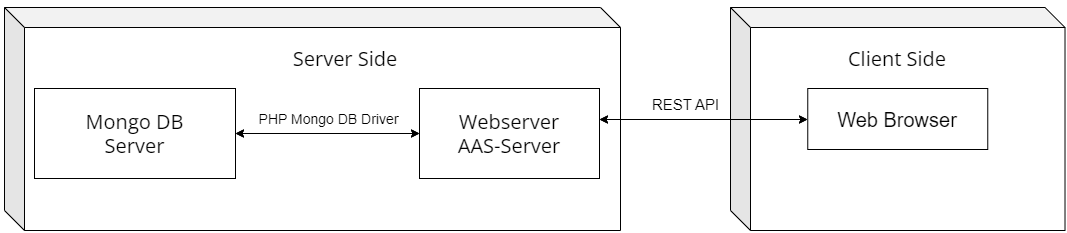 Server Side
Client Side
Mongo DB
Server
PHP Mongo DB Driver
Webserver
AAS-Server
REST API
Web Browser